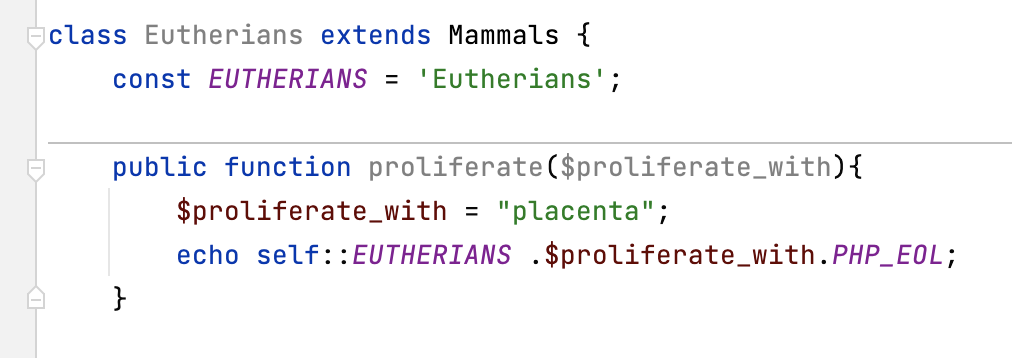 class Eutherians extends Mammals {
    const EUTHERIANS = 'Eutherians';
    public function proliferate($proliferate_with){
        $proliferate_with = "placenta";
        echo self::EUTHERIANS .$proliferate_with.PHP_EOL;
    }